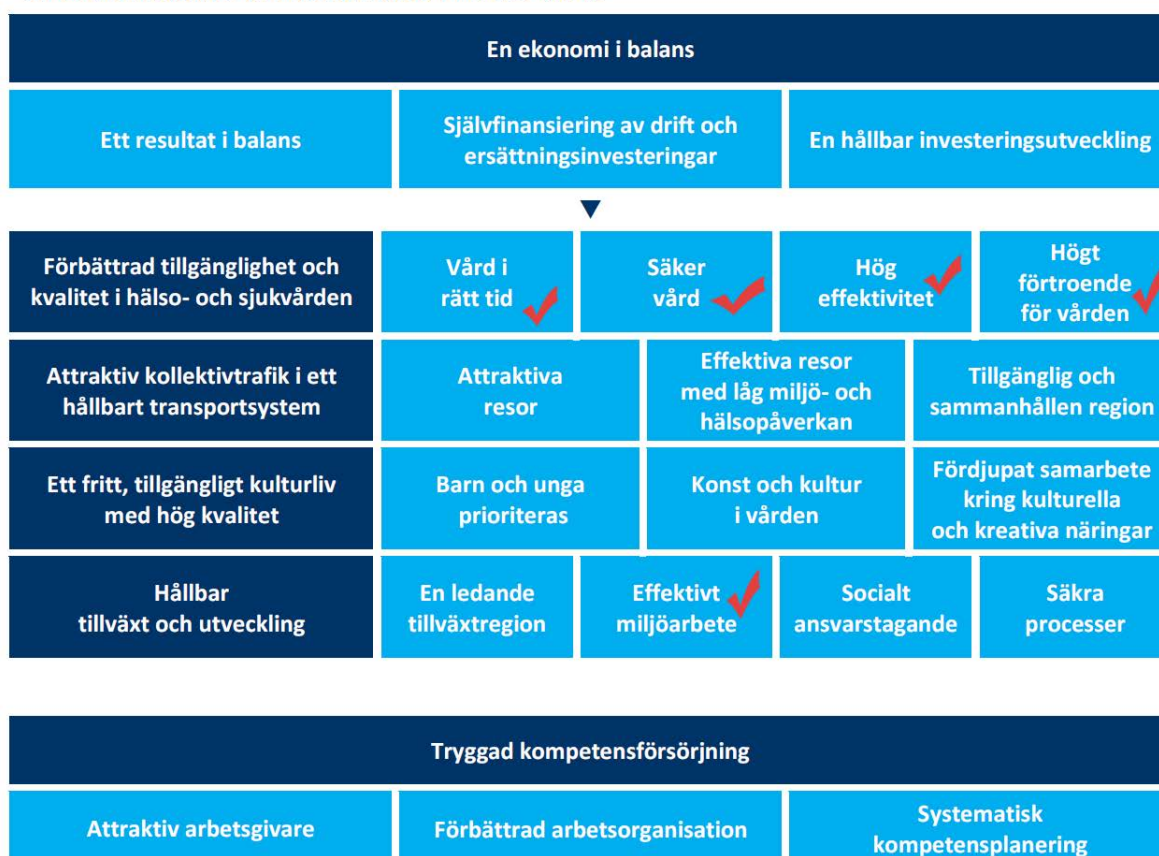 En ekonomi i balans
Ett resultat i balans
Självfinansiering av drift och
ersättningsinvesteringar
En hållbar investeringsutveckling
Förbättrad tillgänglighet och
kvalitet i hälso- och sjukvården
Vård i
rätt tid
Säker
vård
Hög
effektivitet
Högt
förtroende
för vården
Attraktiv kollektivtrafik i ett
hållbart transportsystem
Attraktiva
resor
Effektiva resor
med låg miljö- och
hälsopåverkan
Tillgänglig och
sammanhållen region
Ett fritt, tillgängligt kulturliv
med hög kvalitet
Barn och unga
prioriteras
Konst och kultur
i vården
Fördjupat samarbete
kring kulturella
och kreativa näringar
Hållbar
tillväxt och utveckling
En ledande
tillväxtregion
Effektivt
miljöarbete
Socialt
ansvarstagande
Säkra
processer
Tryggad kompetensförsörjning
Attraktiv arbetsgivare
Förbättrad arbetsorganisation
Systematisk
kompetensplanering